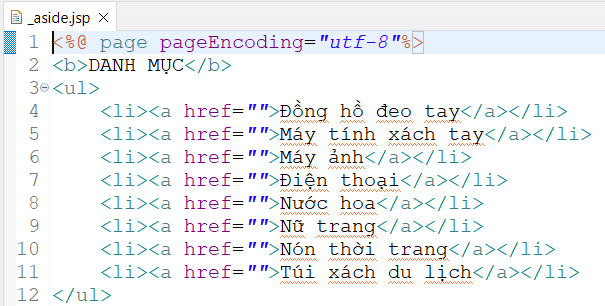 _aside.jsp
1 <%@ page pageEncoding="utf-8"%>
2 <b>DANH MỤC</b>
3 <ul>
4     <li><a href="">Đồng hồ đeo tay</a></li>
5     <li><a href="">Máy tính xách tay</a></li>
6     <li><a href="">Máy ảnh</a></li>
7     <li><a href="">Điện thoại</a></li>
8     <li><a href="">Nước hoa</a></li>
9     <li><a href="">Nữ trang</a></li>
10     <li><a href="">Nón thời trang</a></li>
11     <li><a href="">Túi xách du lịch</a></li>
12 </ul>